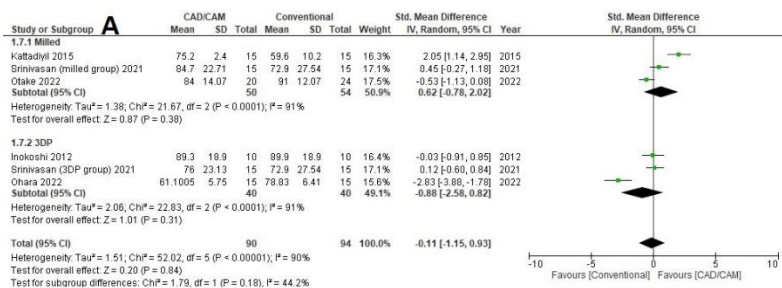 A
CAD/CAM Conventional Std. Mean Difference Std. Mean Difference
Study or Subgroup Mean SD Total Mean SD Total Weight IV, Random, 95% CI Year IV, Random, 95% CI
1.7.1 Milled
Kattadiyil 2015 75.2 2.4 15 59.6 10.2 15 16.3% 2.05 [1.14, 2.95] 2015
Srinivasan (milled group) 2021 84.7 22.71 15 72.9 27.54 15 17.1% 0.45 [-0.27, 1.18] 2021
Otake 2022 84 14.07 20 91 12.07 24 17.5% -0.53 [-1.13, 0.08] 2022
Subtotal (95% CI) 50 54 50.9% 0.62 [-0.78, 2.02]
Heterogeneity: Tau² = 1.38; Chi² = 21.67, df = 2 (P < 0.0001); I² = 91%
Test for overall effect: Z = 0.87 (P = 0.38)
1.7.2 3DP
Inokoshi 2012 89.3 18.9 10 89.9 18.9 10 16.4% -0.03 [-0.91, 0.85] 2012
Srinivasan (3DP group) 2021 76 23.13 15 72.9 27.54 15 17.1% 0.12 [-0.60, 0.84] 2021
Ohara 2022 61.1005 5.75 15 78.83 6.41 15 15.6% -2.83 [-3.88, -1.78] 2022
Subtotal (95% CI) 40 40 49.1% -0.88 [-2.58, 0.82]
Heterogeneity: Tau² = 2.06; Chi² = 22.83, df = 2 (P < 0.0001); I² = 91%
Test for overall effect: Z = 1.01 (P = 0.31)
Total (95% CI) 90 94 100.0% -0.11 [-1.15, 0.93]
Heterogeneity: Tau² = 1.51; Chi² = 52.02, df = 5 (P < 0.00001); I² = 90%
Test for overall effect: Z = 0.20 (P = 0.84)
Test for subgroup differences: Chi² = 1.79, df = 1 (P = 0.18), I² = 44.2%
-10 -5 0 5 10
Favours [Conventional] Favours [CAD/CAM]